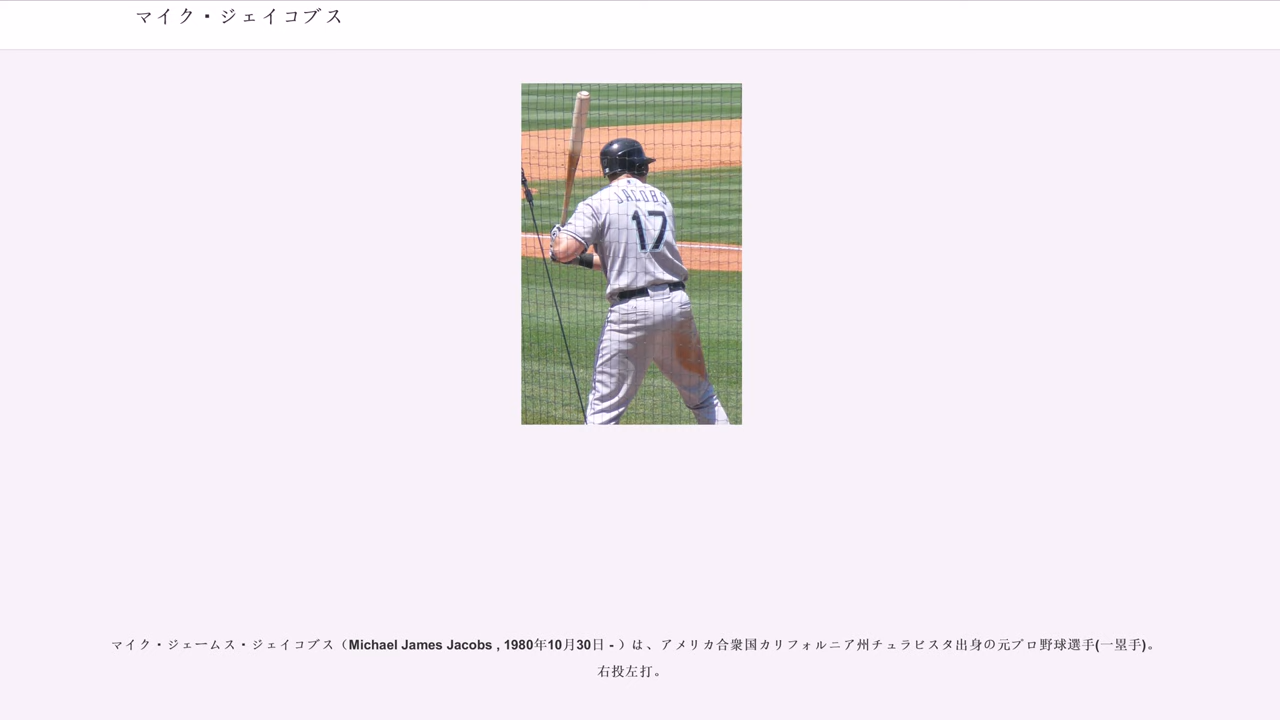 マイク・ジェイコブス
JACOBS
17
マイク・ジェームス・ジェイコブス（Michael James Jacobs , 1980年10月30日 - ）は、アメリカ合衆国カリフォルニア州チュラビスタ出身の元プロ野球選手(一塁手)。
右投左打。